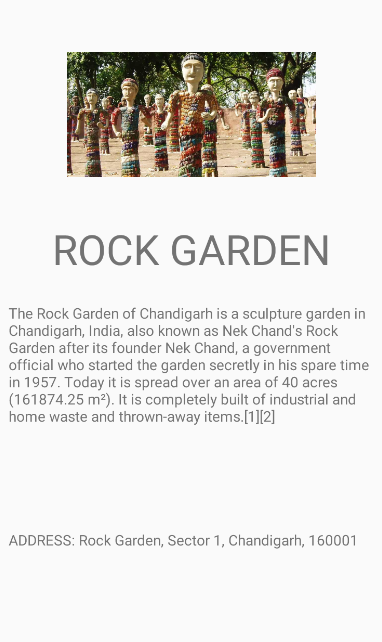 ROCK GARDEN
The Rock Garden of Chandigarh is a sculpture garden in
Chandigarh, India, also known as Nek Chand's Rock
Garden after its founder Nek Chand, a government
official who started the garden secretly in his spare time
in 1957. Today it is spread over an area of 40 acres
(161874.25 m²). It is completely built of industrial and
home waste and thrown-away items.[1][2]
ADDRESS: Rock Garden, Sector 1, Chandigarh, 160001